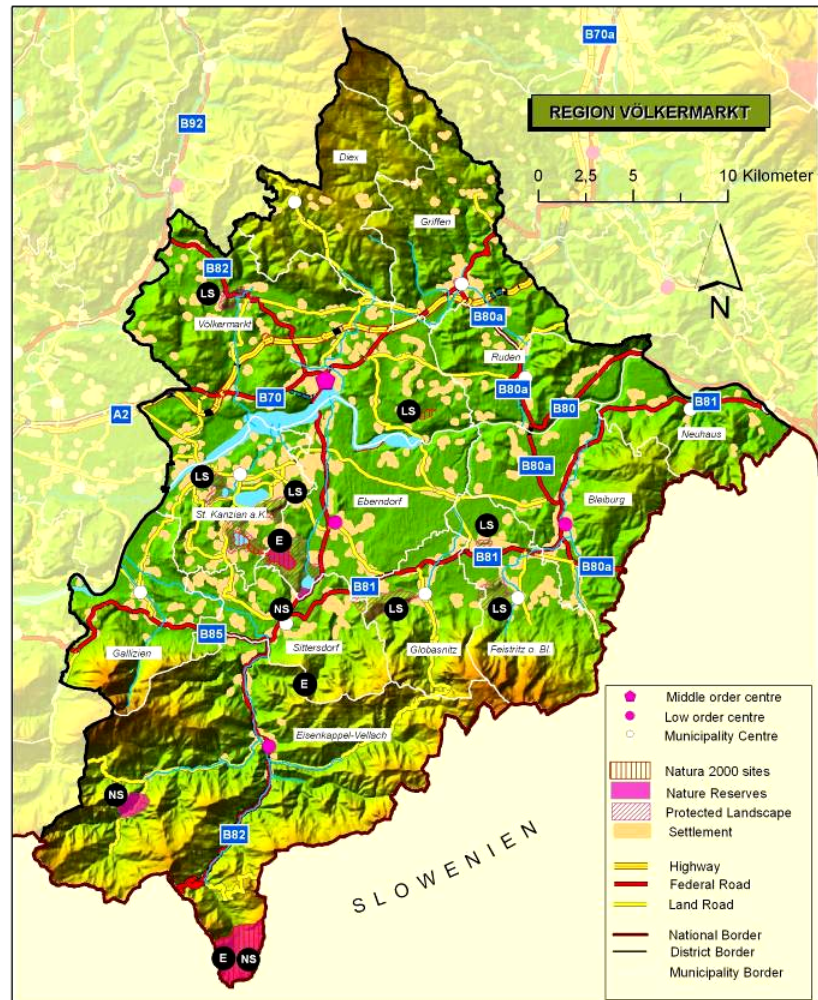 B70a
REGION VÖLKERMARKT
B92
0 5 10 Kilometer
Diex
Griffen
N
B82
LS
Völkermarkt
B80a
Ruden
B70
B80a
B80
B81
A2
LS
Neuhaus
B80a
LS
LS
St. Kanzian a.K.
Eberndorf
Bleiburg
LS
E
B81
B81
B80a
NS
LS
LS
B85
Gallizien
Sittersdorf
Globasnitz
Feistritz o. Bl.
E
Eisenkappel-Vellach
NS
B82
SLOWENIEN
E
NS
Middle order centre
Low order centre
Municipality Centre
Natura 2000 sites
Nature Reserves
Protected Landscape
Settlement
Highway
Federal Road
Land Road
National Border
District Border
Municipality Border